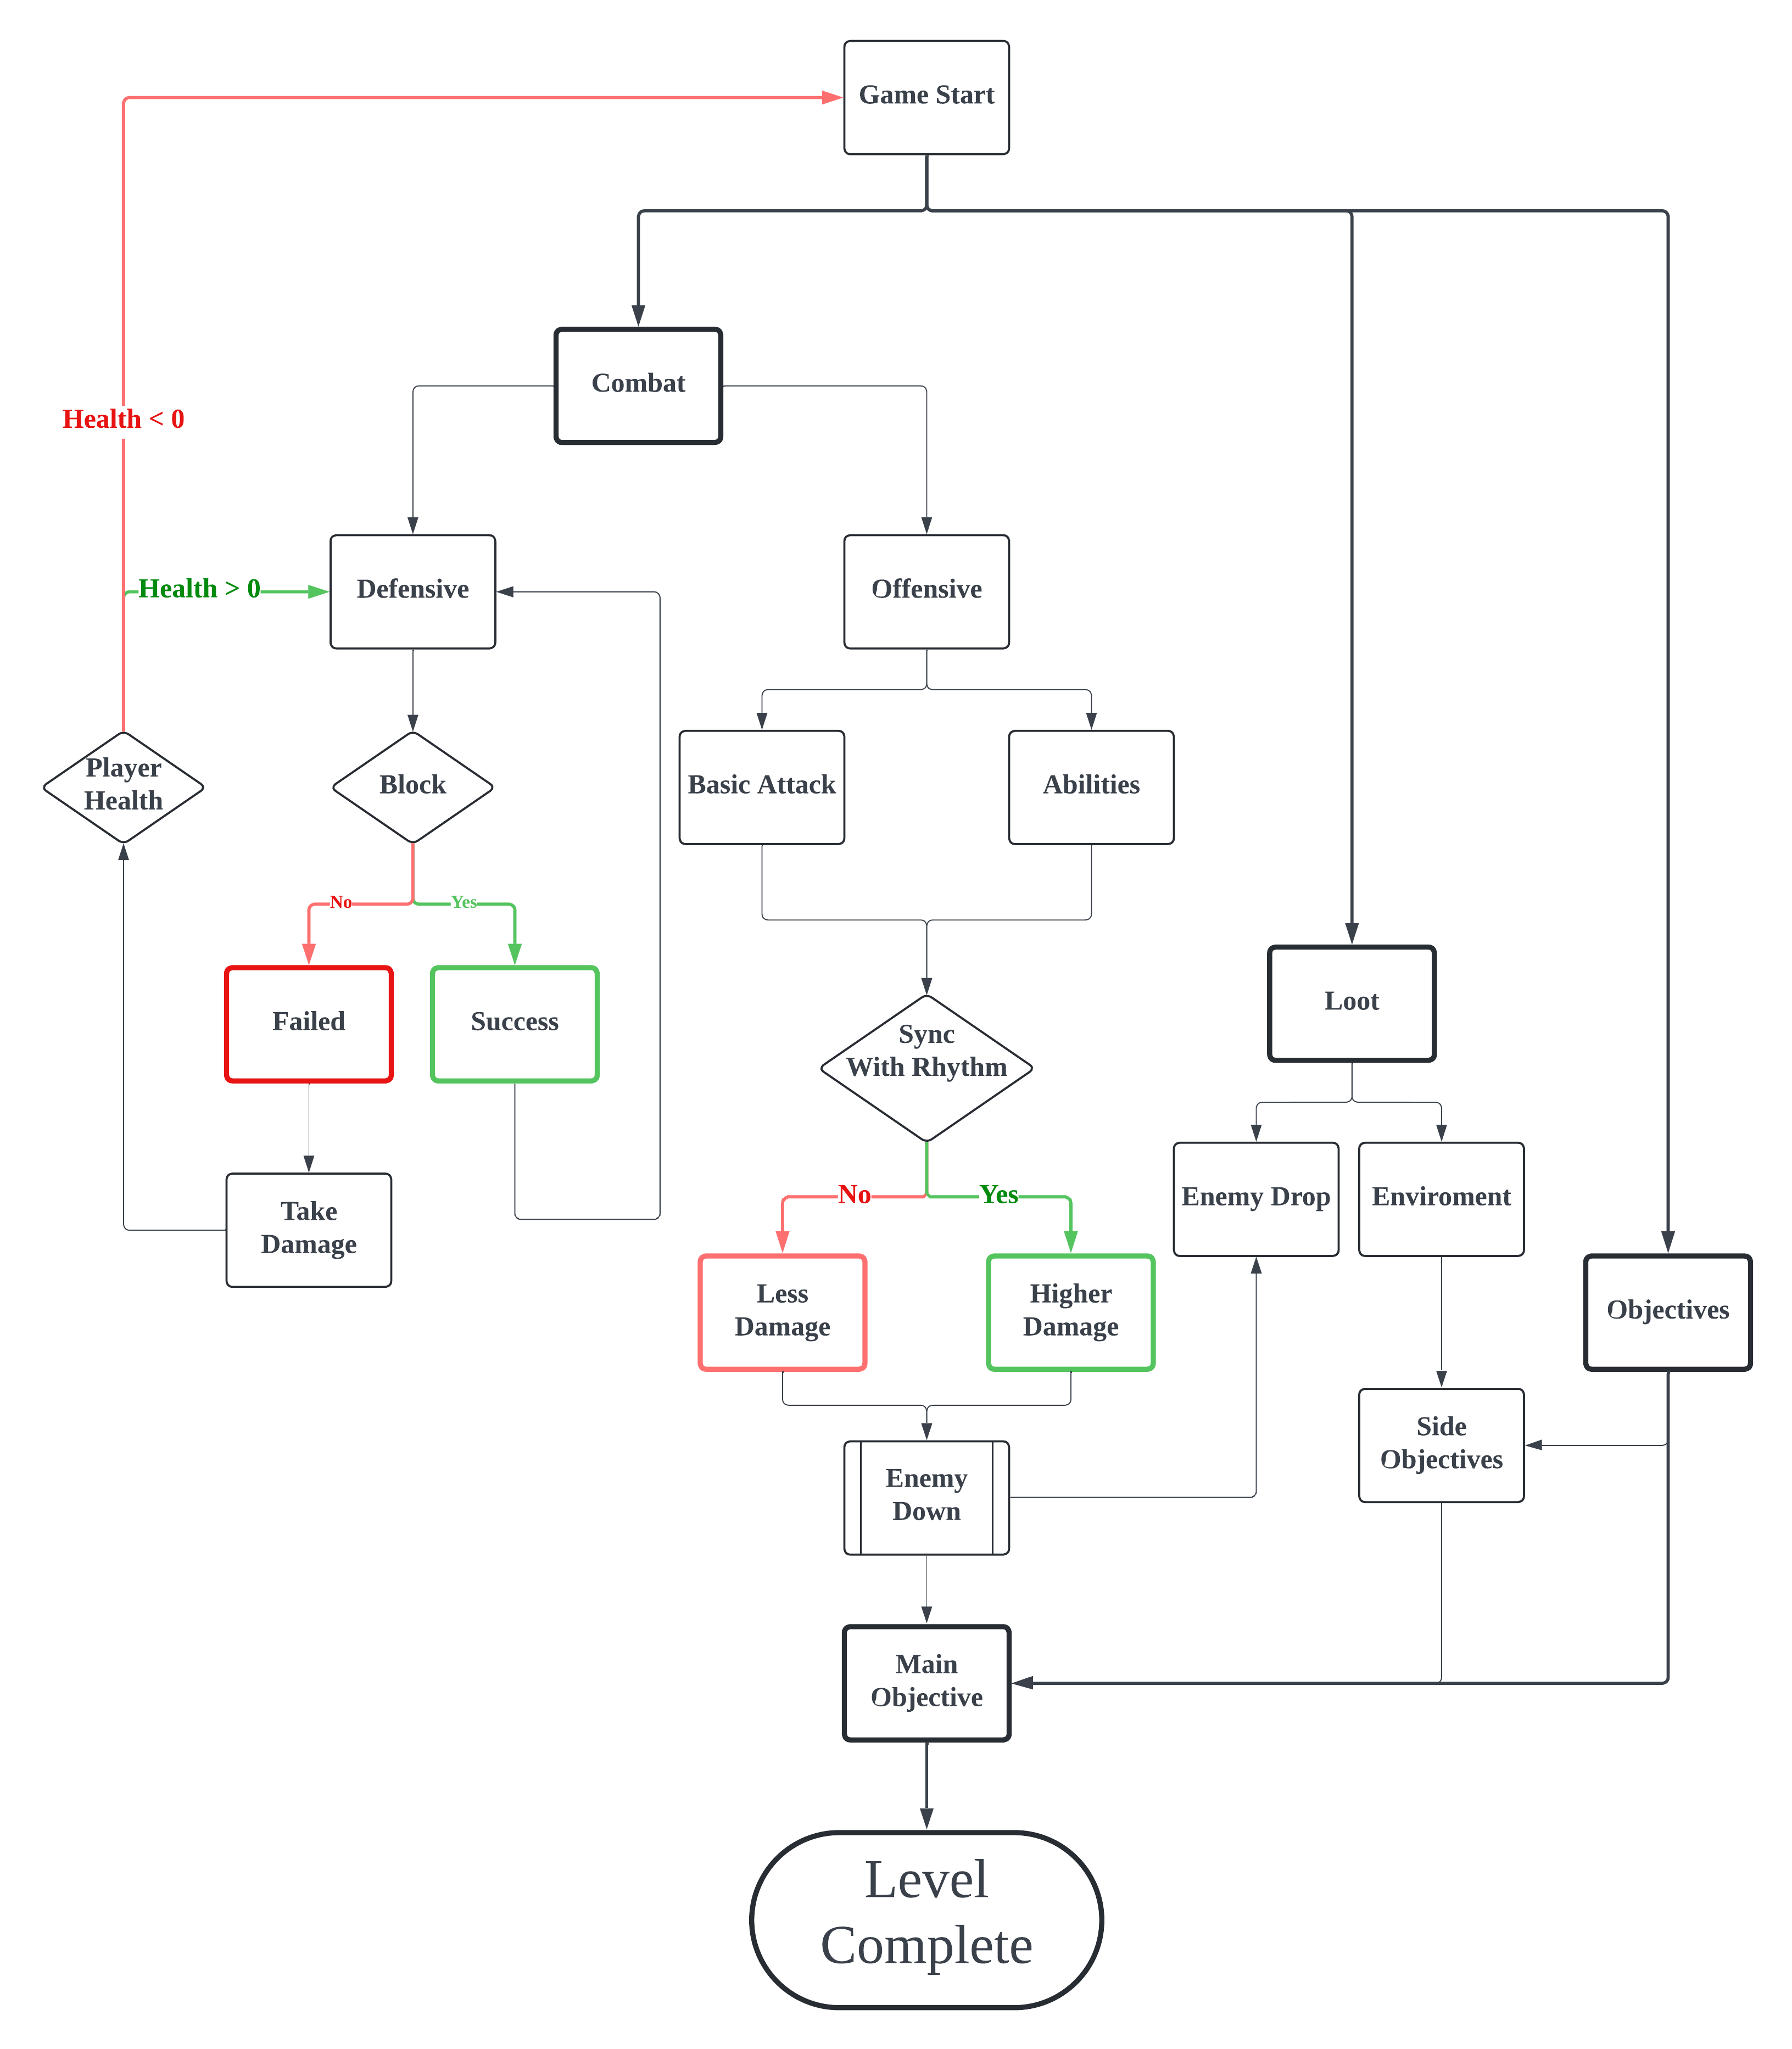 Game Start
Combat
Health < 0
Health > 0
Defensive
Offensive
Player
Health
Block
Basic Attack
Abilities
No
Yes
Failed
Success
Sync
With Rhythm
Loot
Take
Damage
No
Yes
Enemy Drop
Enviroment
Less
Damage
Higher
Damage
Objectives
Side
Objectives
Enemy
Down
Main
Objective
Level
Complete